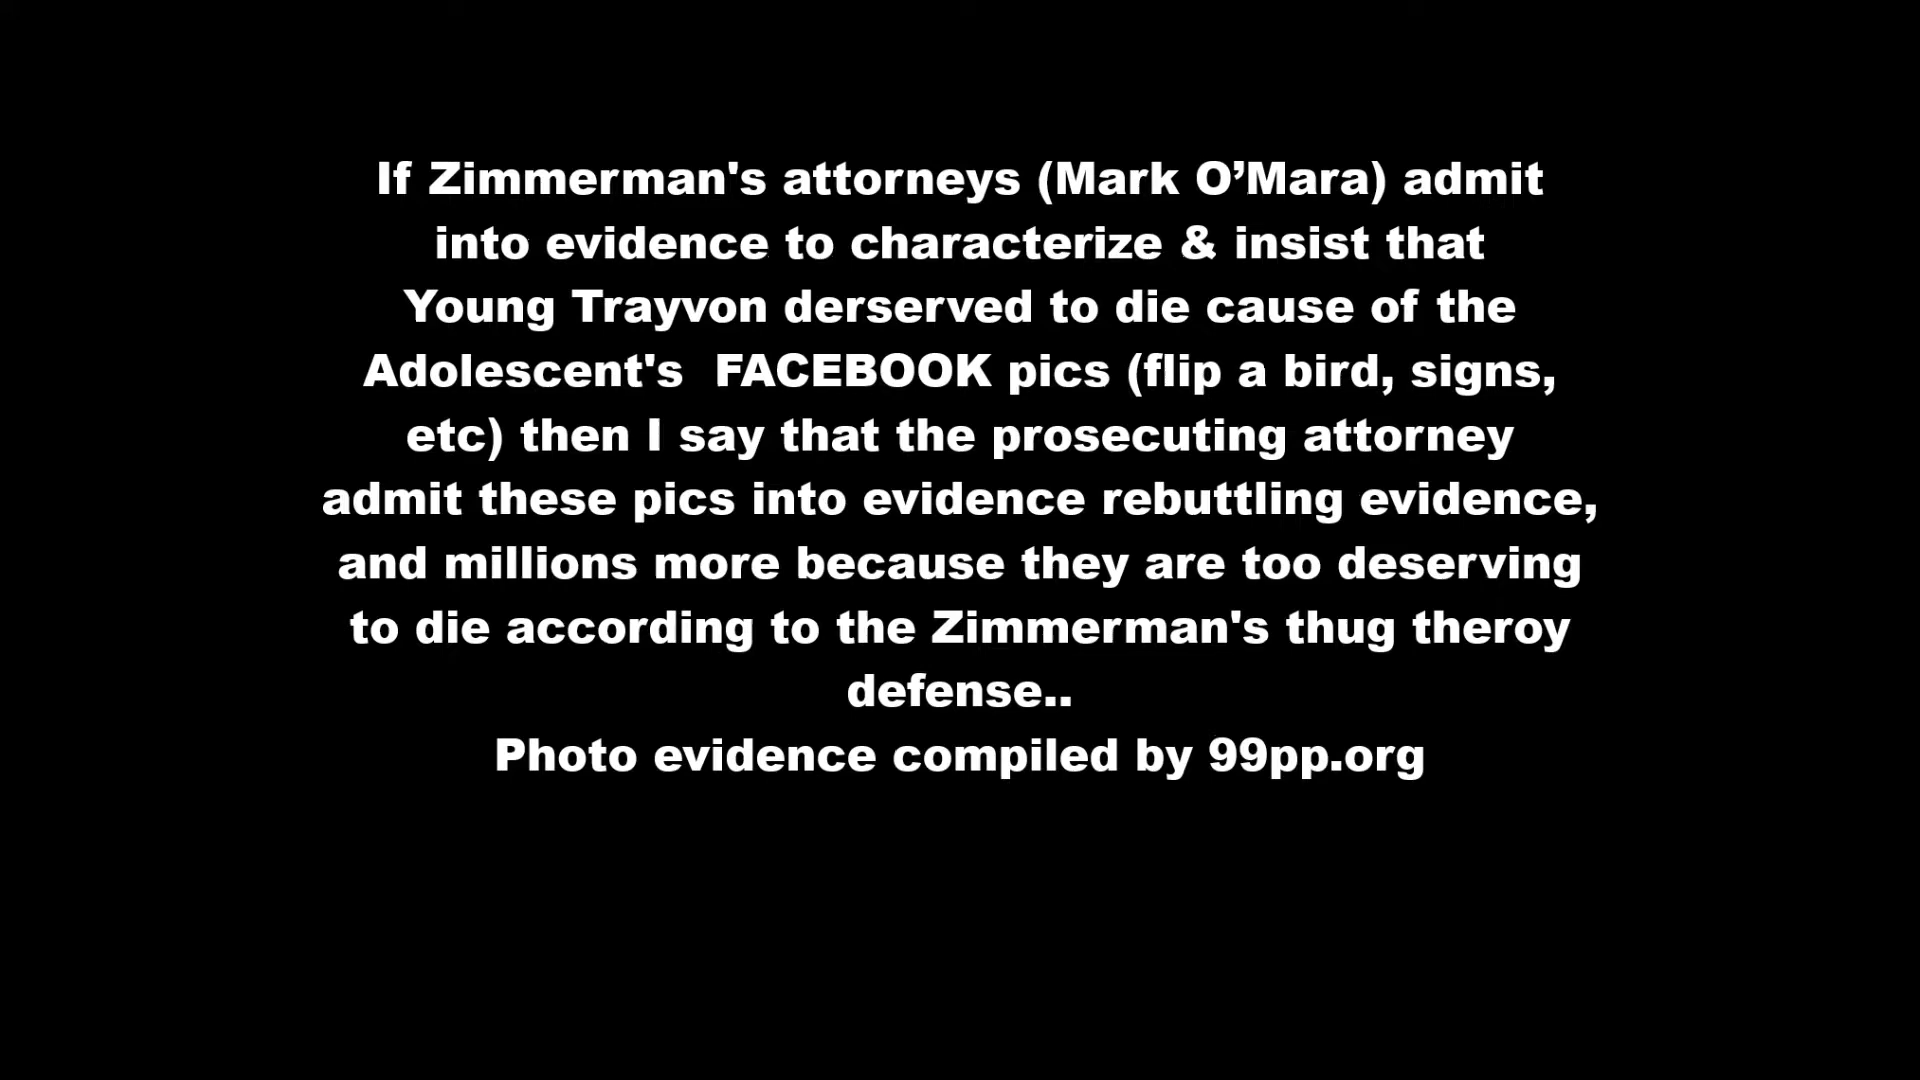 If Zimmerman's attorneys (Mark O’Mara) admit
into evidence to characterize & insist that
Young Trayvon derserved to die cause of the
Adolescent's  FACEBOOK pics (flip a bird, signs,
etc) then I say that the prosecuting attorney
admit these pics into evidence rebuttling evidence,
and millions more because they are too deserving
to die according to the Zimmerman's thug theroy
defense..
Photo evidence compiled by 99pp.org